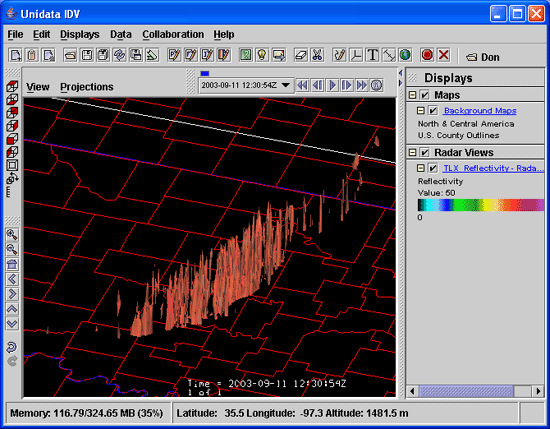 Unidata IDV
File Edit Displays Data Collaboration Help
Don
View Projections
2003-09-11 12:30:54Z
Displays
Maps
Background Maps
North & Central America
U.S. County Outlines
Radar Views
TLX Reflectivity - Rada...
Reflectivity
Value: 50
0
Time = 2003-09-11 12:30:54Z
1 of 1
Memory: 116.79/324.65 MB (35%) Latitude: 35.5 Longitude: -97.3 Altitude: 1481.5 m